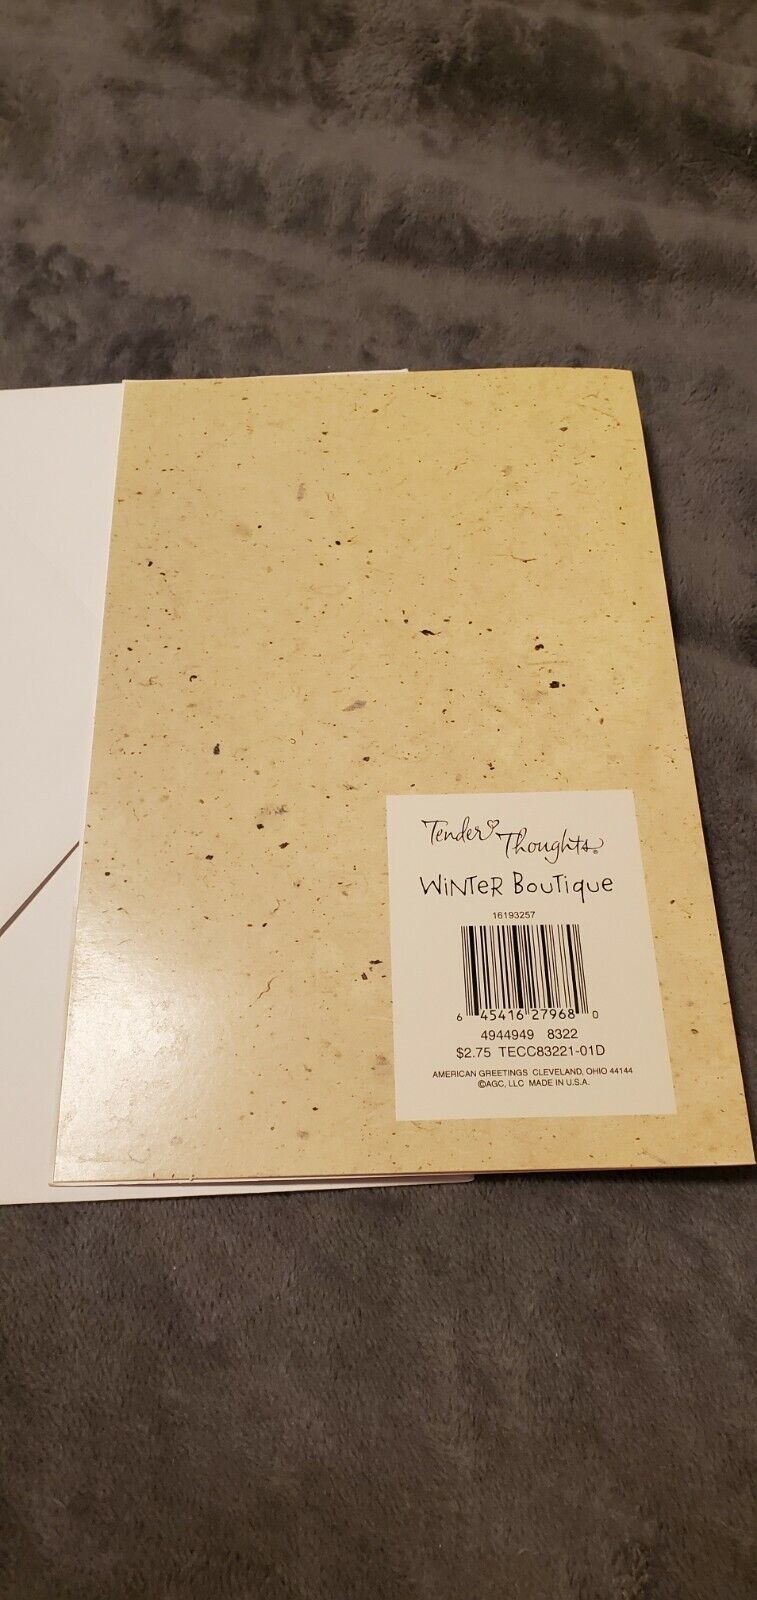 Tender Thoughts®
WiNTER BouTique
16193257
6 45416 27968 0
4944949 8322
$2.75 TECC83221-01D
AMERICAN GREETINGS CLEVELAND, OHIO 44144
©AGC, LLC MADE IN U.S.A.